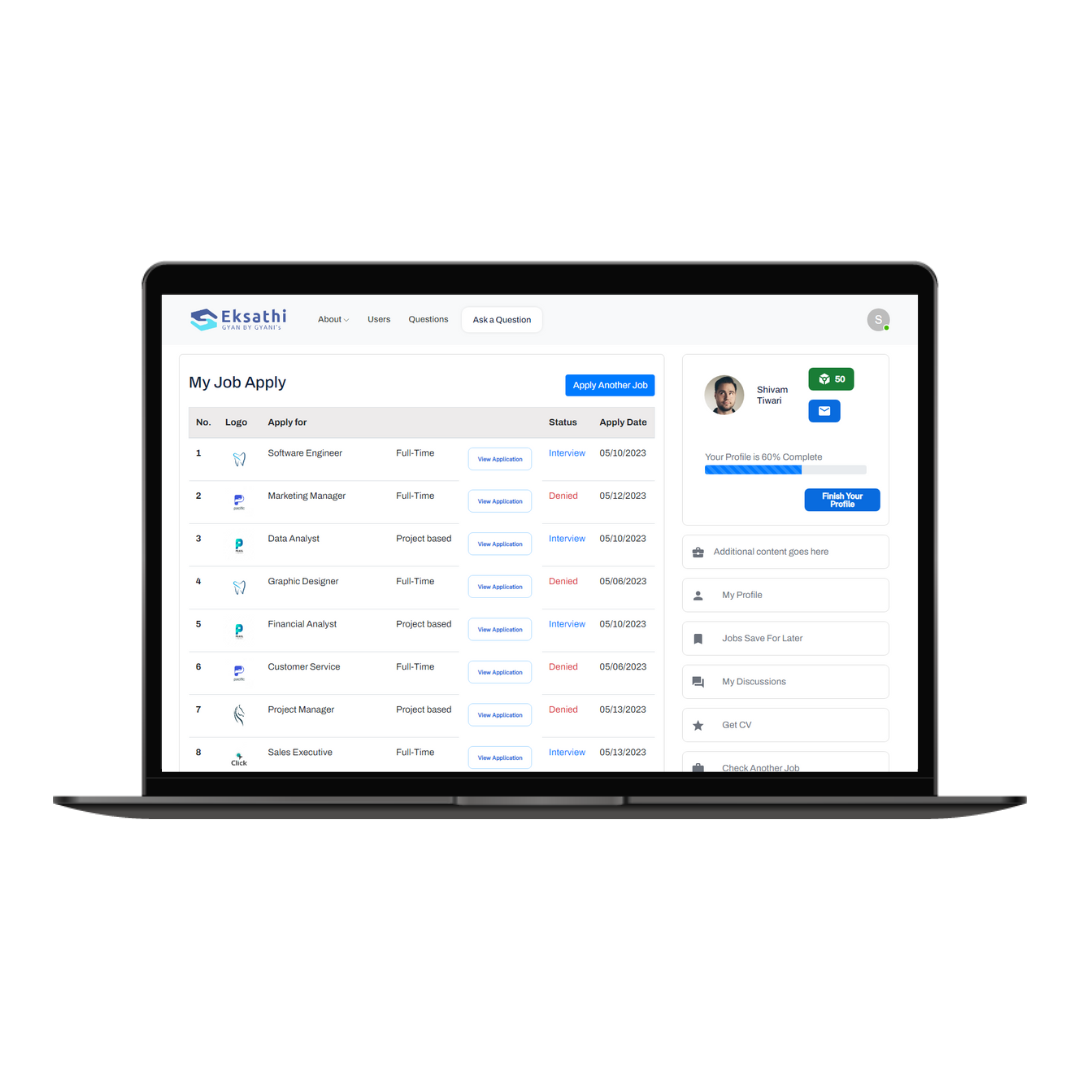 Eksathi
GYAN BY GYANI's
About
Users
Questions
Ask a Question
S
My Job Apply
Apply Another Job
No. Logo Apply for Status Apply Date
1 Software Engineer Full-Time View Application Interview 05/10/2023
2 Marketing Manager Full-Time View Application Denied 05/12/2023
3 Data Analyst Project based View Application Interview 05/10/2023
4 Graphic Designer Full-Time View Application Denied 05/06/2023
5 Financial Analyst Project based View Application Interview 05/10/2023
6 Customer Service Full-Time View Application Denied 05/06/2023
7 Project Manager Project based View Application Denied 05/13/2023
8 Click Sales Executive Full-Time View Application Interview 05/13/2023
Shivam
Tiwari
50
Your Profile is 60% Complete
Finish Your
Profile
Additional content goes here
My Profile
Jobs Save For Later
My Discussions
Get CV
Check Another Job